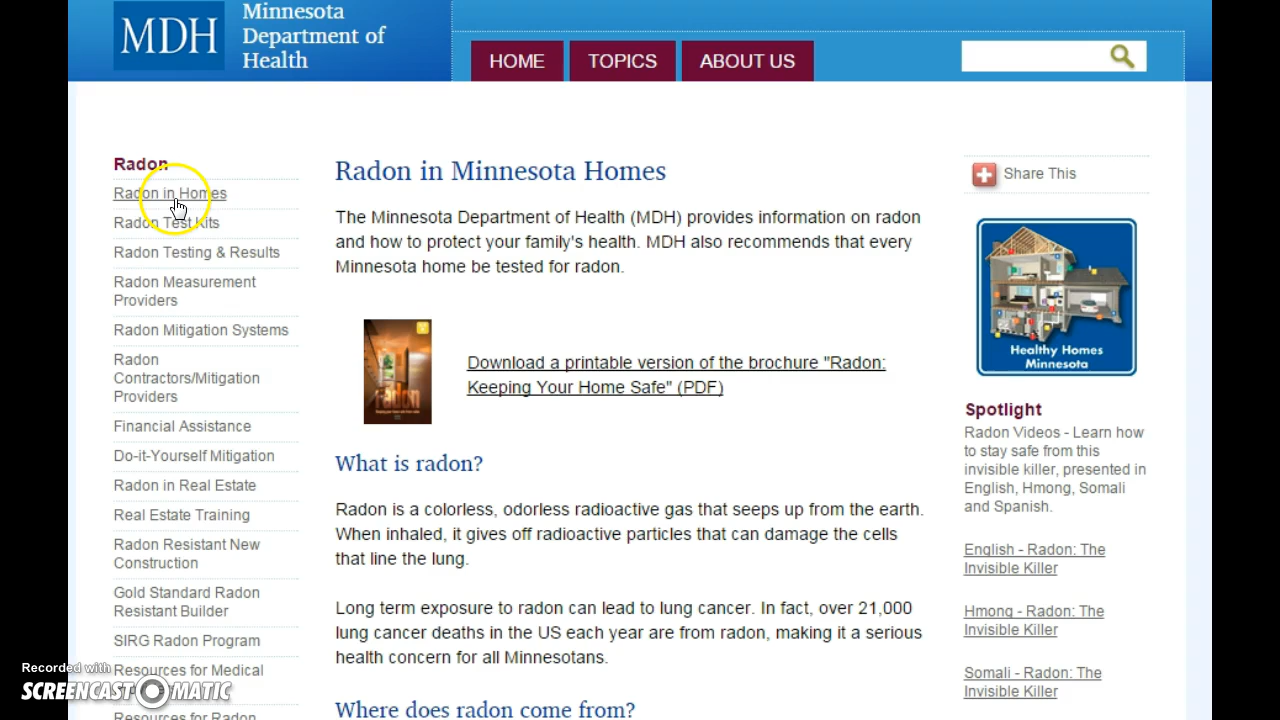 MDH
Minnesota
Department of
Health
HOME
TOPICS
ABOUT US
Radon
Radon in Homes
Radon Test Kits
Radon Testing & Results
Radon Measurement
Providers
Radon Mitigation Systems
Radon
Contractors/Mitigation
Providers
Financial Assistance
Do-it-Yourself Mitigation
Radon in Real Estate
Real Estate Training
Radon Resistant New
Construction
Gold Standard Radon
Resistant Builder
SIRG Radon Program
Resources for Medical
Resources for Radon
Radon in Minnesota Homes
The Minnesota Department of Health (MDH) provides information on radon
and how to protect your family's health. MDH also recommends that every
Minnesota home be tested for radon.
radon
Download a printable version of the brochure "Radon:
Keeping Your Home Safe" (PDF)
What is radon?
Radon is a colorless, odorless radioactive gas that seeps up from the earth.
When inhaled, it gives off radioactive particles that can damage the cells
that line the lung.
Long term exposure to radon can lead to lung cancer. In fact, over 21,000
lung cancer deaths in the US each year are from radon, making it a serious
health concern for all Minnesotans.
Where does radon come from?
Share This
Healthy Homes
Minnesota
Spotlight
Radon Videos - Learn how
to stay safe from this
invisible killer, presented in
English, Hmong, Somali
and Spanish.
English - Radon: The
Invisible Killer
Hmong - Radon: The
Invisible Killer
Somali - Radon: The
Invisible Killer
Recorded with
SCREENCAST-O-MATIC